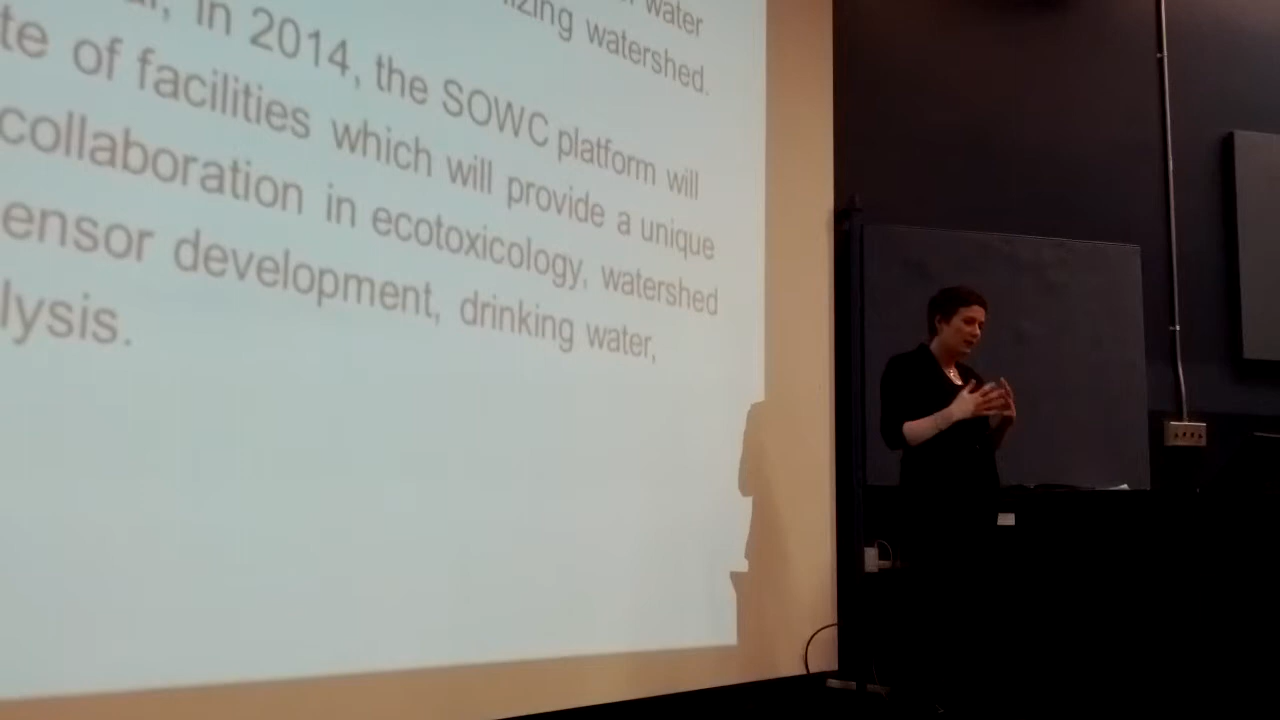 water
izing watershed.
in 2014, the SOWC platform will
te of facilities which will provide a unique
collaboration in ecotoxicology, watershed
ensor development, drinking water,
lysis.